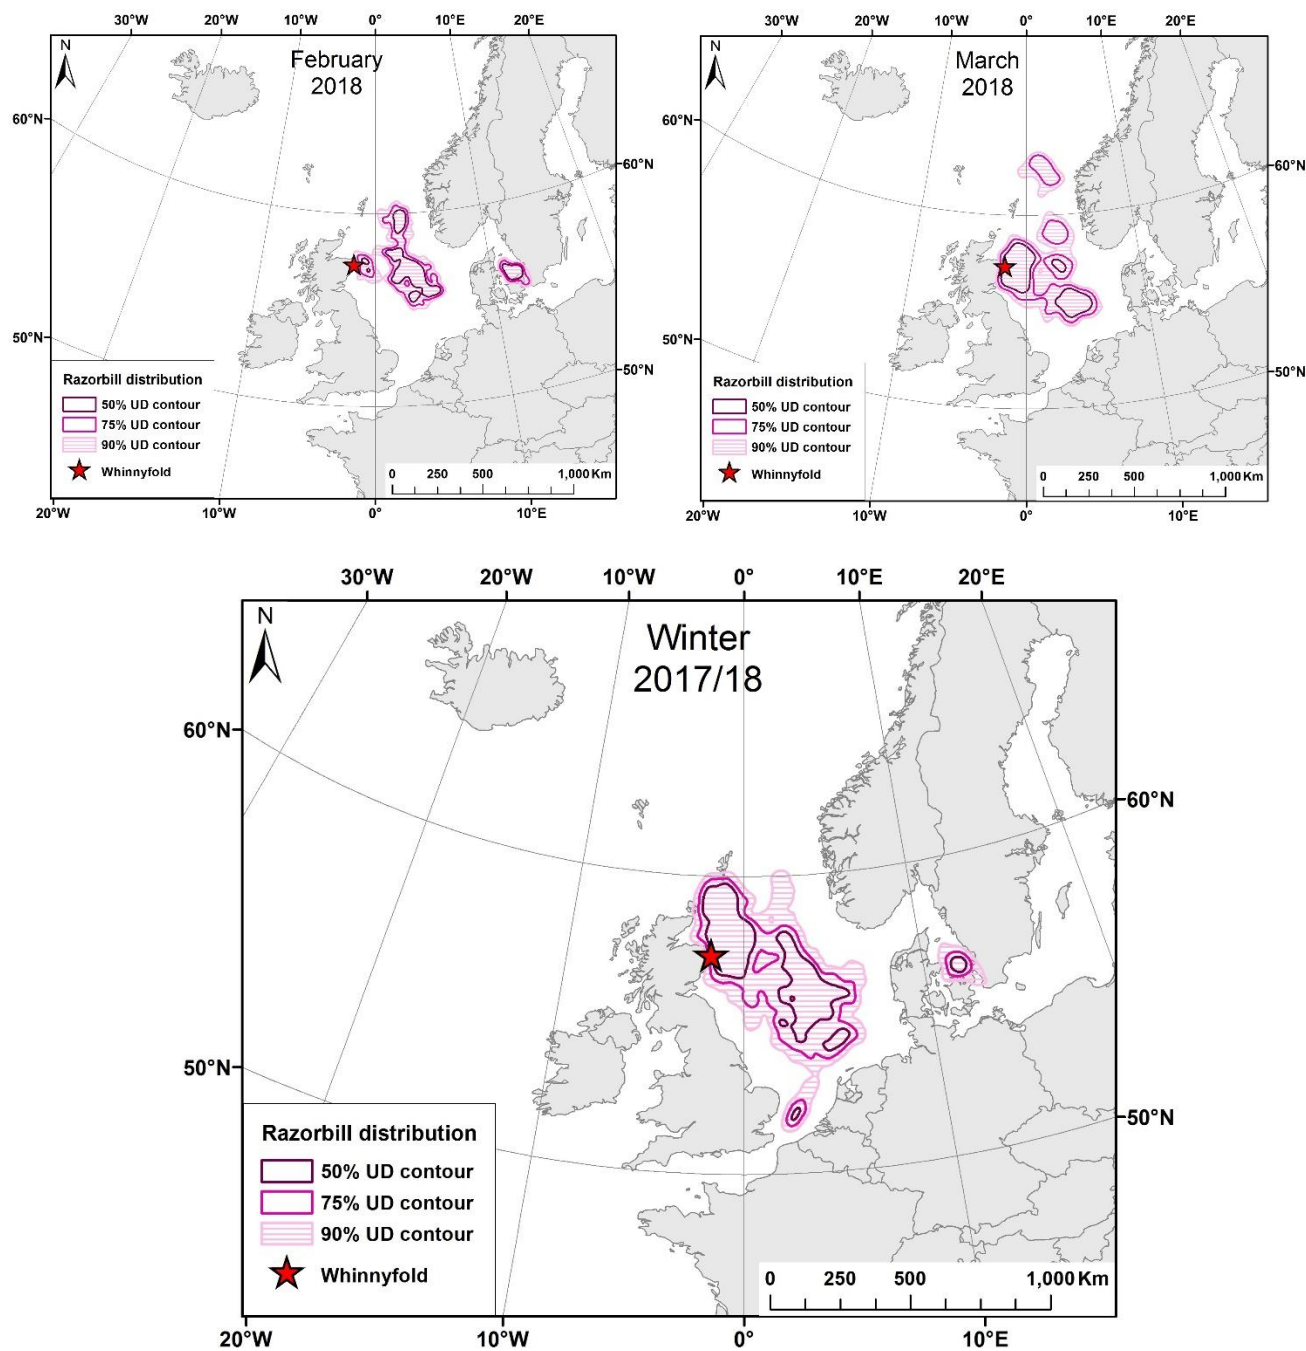 30°W 20°W 10°W 0° 10°E 20°E
N
February
2018
60°N
60°N
50°N
50°N
Razorbill distribution
50% UD contour
75% UD contour
90% UD contour
Whinnyfold
0 250 500 1,000 Km
20°W 10°W 0° 10°E
30°W 20°W 10°W 0° 10°E 20°E
N
March
2018
60°N
60°N
50°N
50°N
Razorbill distribution
50% UD contour
75% UD contour
90% UD contour
Whinnyfold
0 250 500 1,000 Km
20°W 10°W 0° 10°E
30°W 20°W 10°W 0° 10°E 20°E
N
Winter
2017/18
60°N
60°N
50°N
50°N
Razorbill distribution
50% UD contour
75% UD contour
90% UD contour
Whinnyfold
0 250 500 1,000 Km
20°W 10°W 0° 10°E